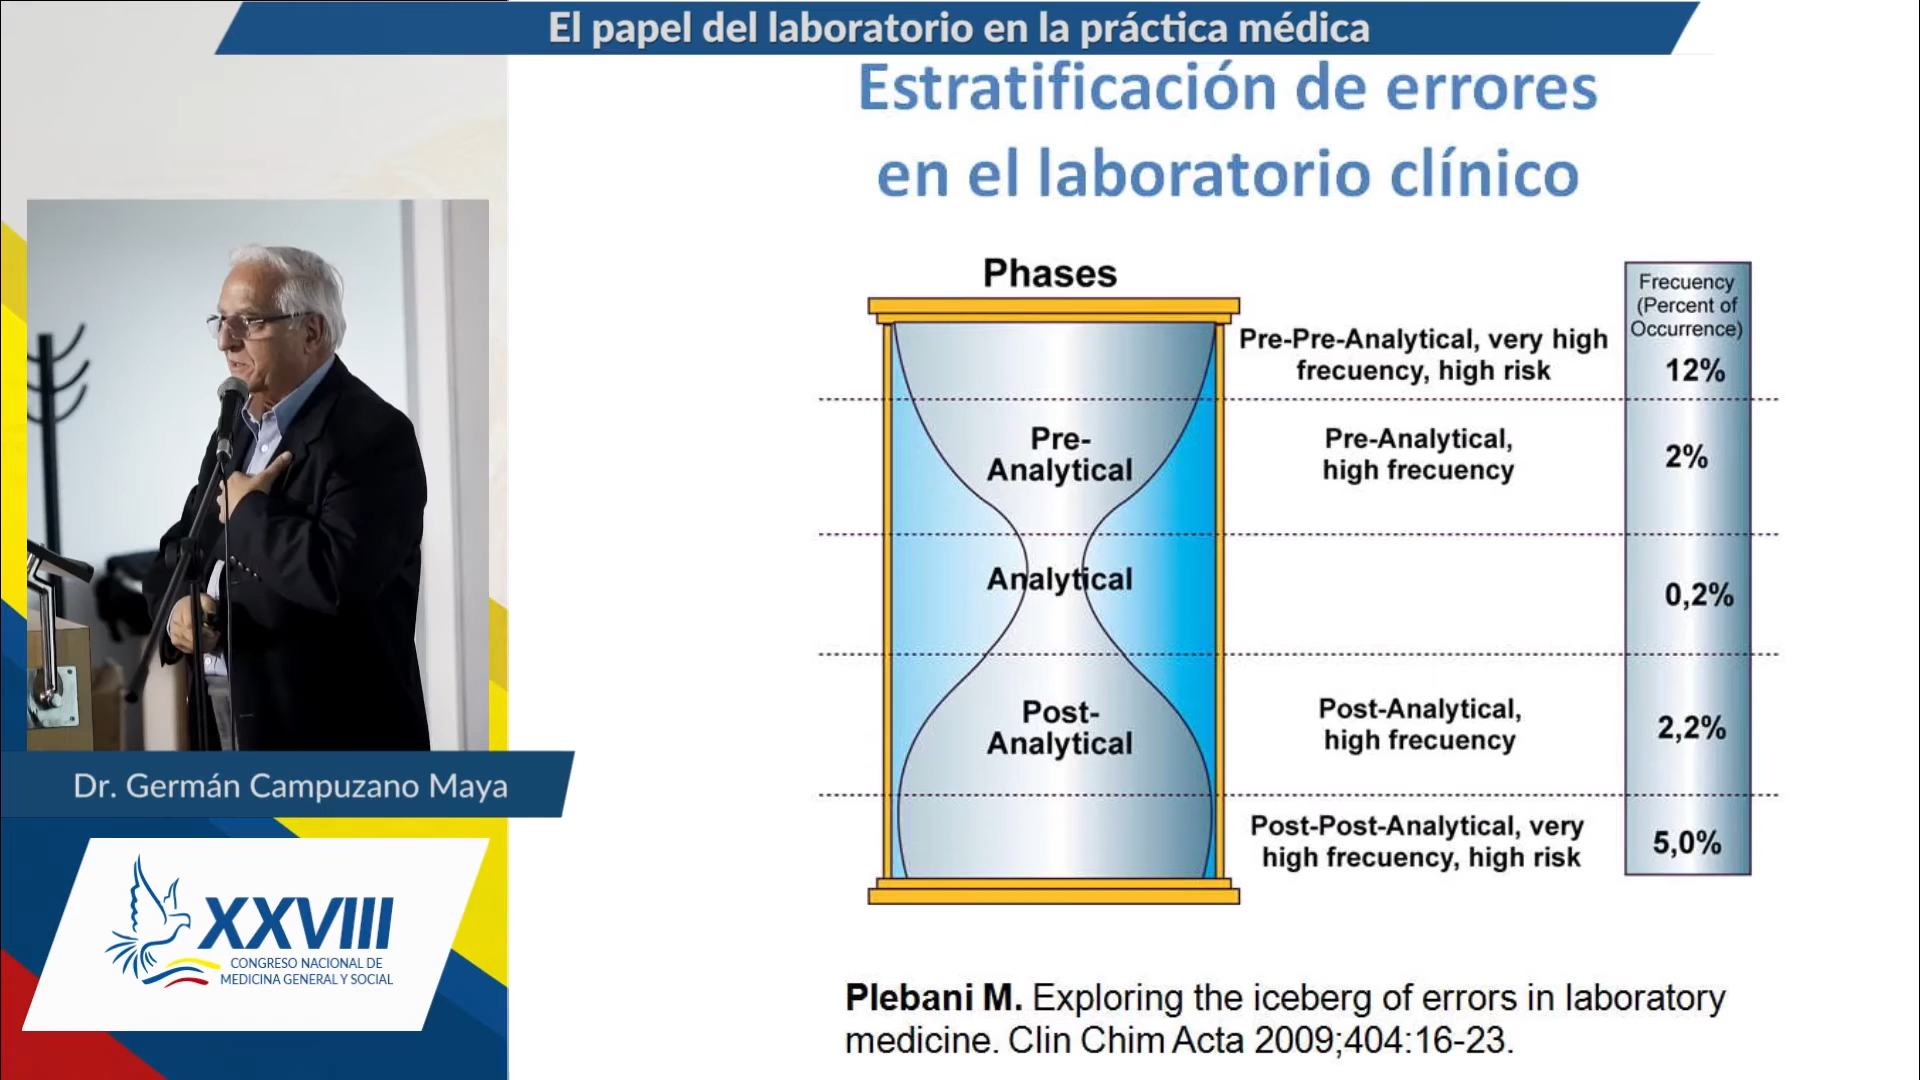 El papel del laboratorio en la práctica médica
Estratificación de errores
en el laboratorio clínico
Phases
Pre-
Analytical
Analytical
Post-
Analytical
Pre-Pre-Analytical, very high
frecuency, high risk
Pre-Analytical,
high frecuency
Post-Analytical,
high frecuency
Post-Post-Analytical, very
high frecuency, high risk
Frecuency
(Percent of
Occurrence)
12%
2%
0,2%
2,2%
5,0%
Plebani M. Exploring the iceberg of errors in laboratory
medicine. Clin Chim Acta 2009;404:16-23.
Dr. Germán Campuzano Maya
XXVIII
CONGRESO NACIONAL DE
MEDICINA GENERAL Y SOCIAL